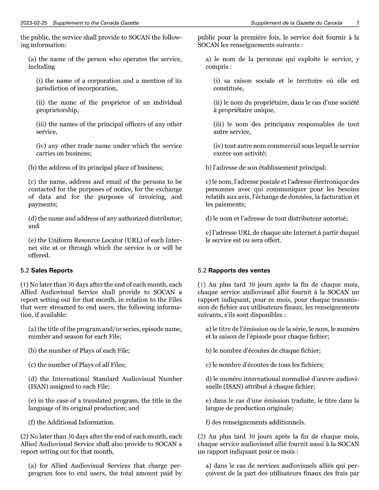 2023-02-25 Supplement to the Canada Gazette
Supplément de la Gazette du Canada 7
the public, the service shall provide to SOCAN the follow-
ing information:
(a) the name of the person who operates the service,
including
(i) the name of a corporation and a mention of its
jurisdiction of incorporation,
(ii) the name of the proprietor of an individual
proprietorship,
(iii) the names of the principal officers of any other
service,
(iv) any other trade name under which the service
carries on business;
(b) the address of its principal place of business;
(c) the name, address and email of the persons to be
contacted for the purposes of notice, for the exchange
of data and for the purposes of invoicing, and
payments;
(d) the name and address of any authorized distributor;
and
(e) the Uniform Resource Locator (URL) of each Inter-
net site at or through which the service is or will be
offered.
5.2 Sales Reports
(1) No later than 30 days after the end of each month, each
Allied Audiovisual Service shall provide to SOCAN a
report setting out for that month, in relation to the Files
that were streamed to end users, the following informa-
tion, if available:
(a) the title of the program and/or series, episode name,
number and season for each File;
(b) the number of Plays of each File;
(c) the number of Plays of all Files;
(d) the International Standard Audiovisual Number
(ISAN) assigned to each File;
(e) in the case of a translated program, the title in the
language of its original production; and
(f) the Additional Information.
(2) No later than 30 days after the end of each month, each
Allied Audiovisual Service shall also provide to SOCAN a
report setting out for that month,
(a) for Allied Audiovisual Services that charge per-
program fees to end users, the total amount paid by
public pour la première fois, le service doit fournir à la
SOCAN les renseignements suivants :
a) le nom de la personne qui exploite le service, y
compris :
(i) sa raison sociale et le territoire où elle est
constituée,
(ii) le nom du propriétaire, dans le cas d'une société
à propriétaire unique,
(iii) le nom des principaux responsables de tout
autre service,
(iv) tout autre nom commercial sous lequel le service
exerce son activité;
b) l'adresse de son établissement principal;
c) le nom, l'adresse postale et l'adresse électronique des
personnes avec qui communiquer pour les besoins
relatifs aux avis, l'échange de données, la facturation et
les paiements;
d) le nom et l'adresse de tout distributeur autorisé;
e) l'adresse URL de chaque site Internet à partir duquel
le service est ou sera offert.
5.2 Rapports des ventes
(1) Au plus tard 30 jours après la fin de chaque mois,
chaque service audiovisuel allié fournit à la SOCAN un
rapport indiquant, pour ce mois, pour chaque transmis-
sion de fichier aux utilisateurs finaux, les renseignements
suivants, s'ils sont disponibles :
a) le titre de l'émission ou de la série, le nom, le numéro
et la saison de l'épisode pour chaque fichier;
b) le nombre d'écoutes de chaque fichier;
c) le nombre d'écoutes de tous les fichiers;
d) le numéro international normalisé d'œuvre audiovi-
suelle (ISAN) attribué à chaque fichier;
e) dans le cas d'une émission traduite, le titre dans la
langue de production originale;
f) des renseignements additionnels.
(2) Au plus tard 30 jours après la fin de chaque mois,
chaque service audiovisuel allié fournit aussi à la SOCAN
un rapport indiquant pour ce mois :
a) dans le cas de services audiovisuels alliés qui per-
çoivent de la part des utilisateurs finaux des frais par